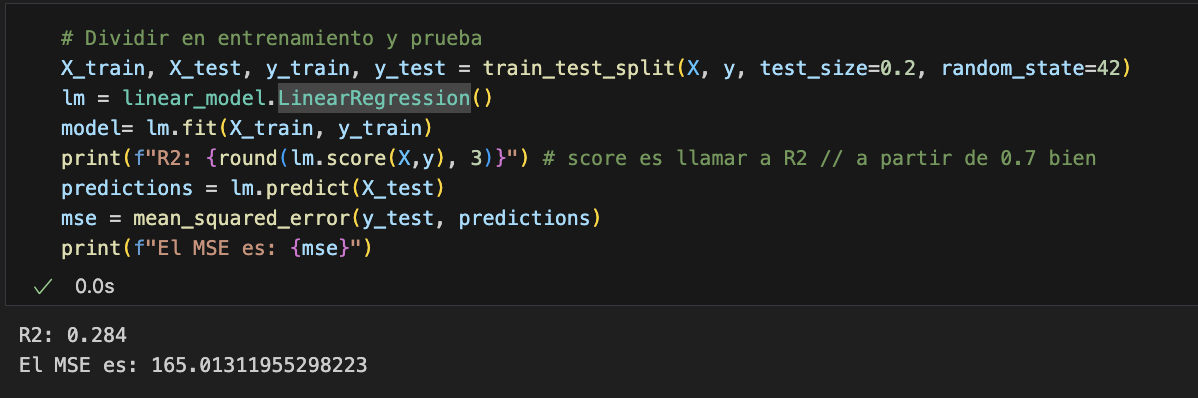 # Dividir en entrenamiento y prueba
X_train, X_test, y_train, y_test = train_test_split(X, y, test_size=0.2, random_state=42)
lm = linear_model.LinearRegression()
model= lm.fit(X_train, y_train)
print(f"R2: {round(lm.score(X,y), 3)}") # score es llamar a R2 // a partir de 0.7 bien
predictions = lm.predict(X_test)
mse = mean_squared_error(y_test, predictions)
print(f"El MSE es: {mse}")
✓ 0.0s
R2: 0.284
El MSE es: 165.01311955298223